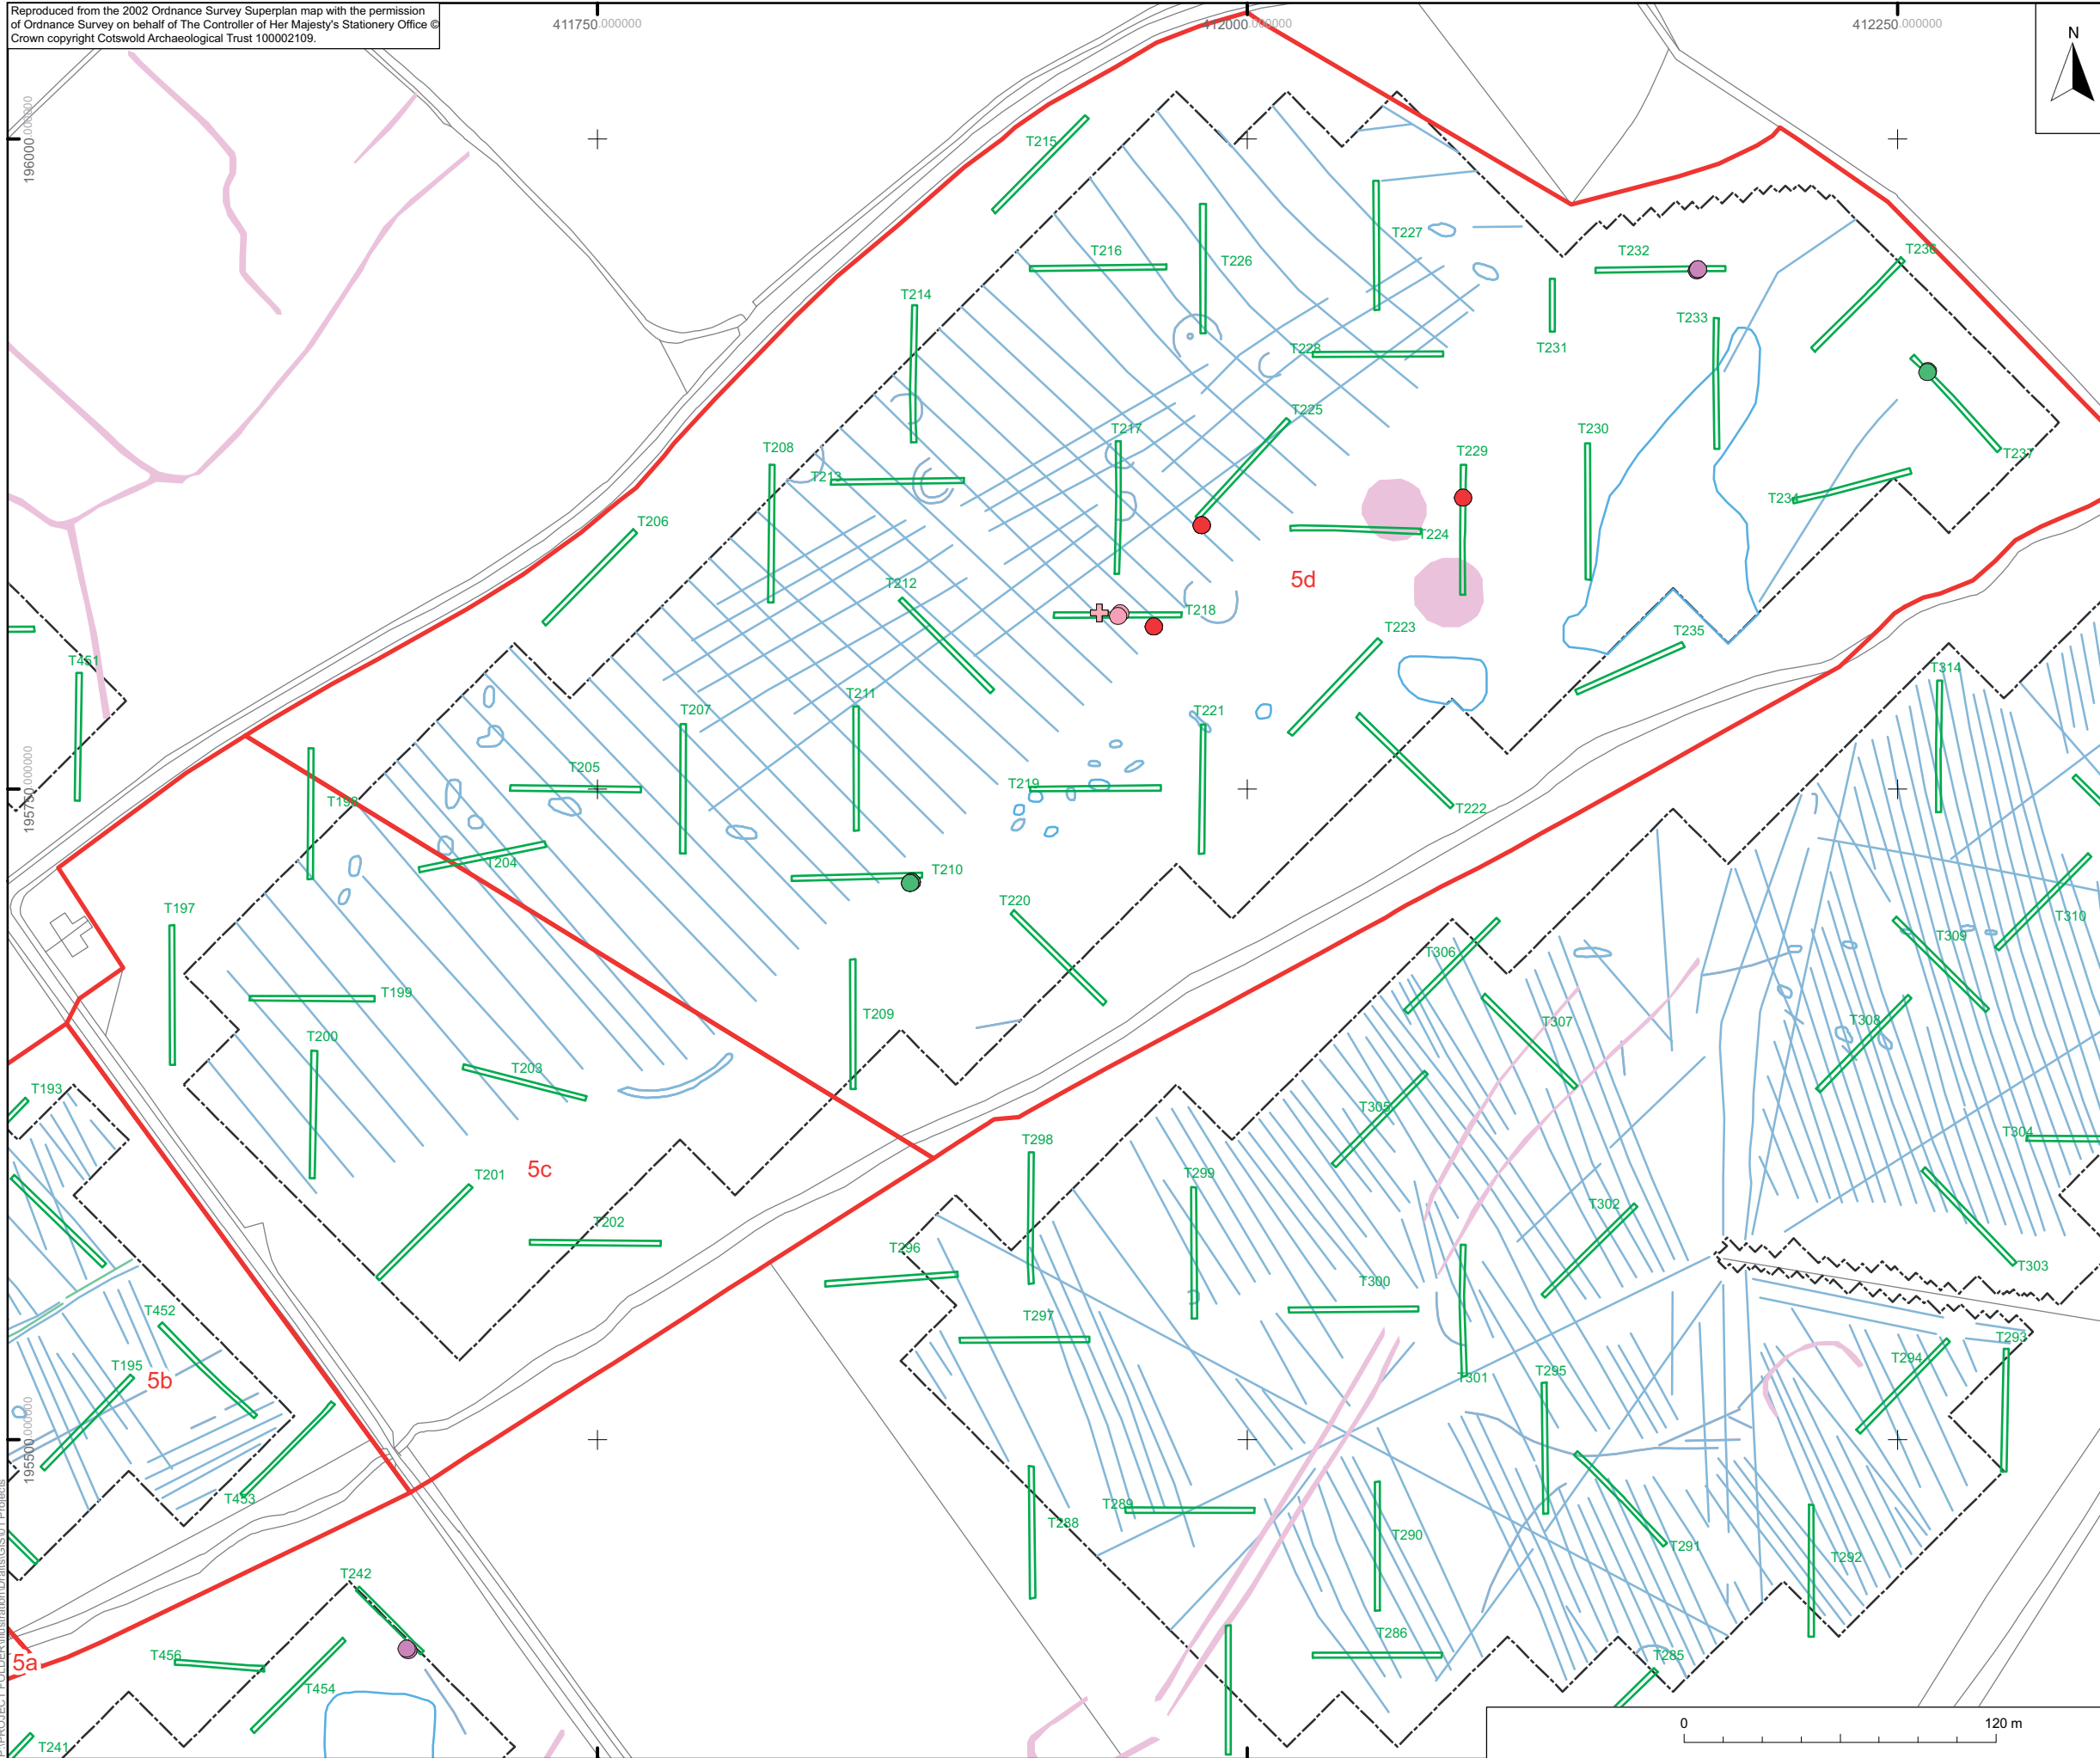 Reproduced from the 2002 Ordnance Survey Superplan map with the permission
of Ordnance Survey on behalf of The Controller of Her Majesty's Stationery Office ©
Crown copyright Cotswold Archaeological Trust 100002109.
411750.000000
412000.000000
412250.000000
N
196000.000000
195750.000000
195500.000000
T215
T216
T226
T227
T232
T236
T214
T228
T231
T233
T225
T217
T208
T213
T229
T230
T237
T234
T206
T224
5d
T212
T218
T223
T235
T451
T314
T211
T207
T221
T205
T219
T198
T222
T204
T210
T220
T197
T306
T309
T310
T199
T209
T307
T308
T200
T203
T193
T305
T304
T298
T299
5c
T201
T302
T202
T296
T303
T300
T452
T297
T293
T195
5b
T301
T295
T294
T453
T289
T288
T290
T291
T292
T242
T286
T285
T456
5a
T454
T241
0
120 m